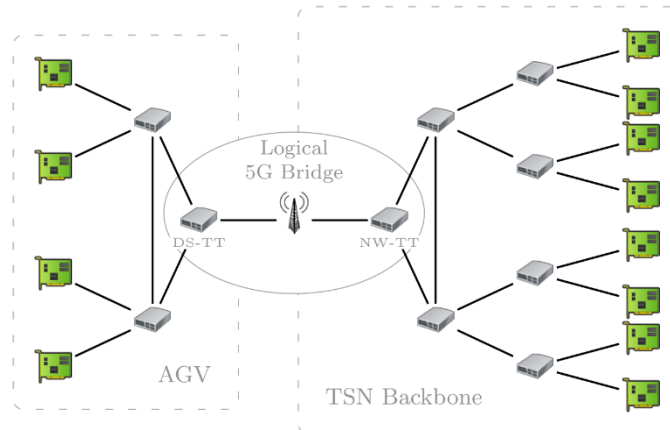 Logical
5G Bridge
DS-TT
NW-TT
AGV
TSN Backbone